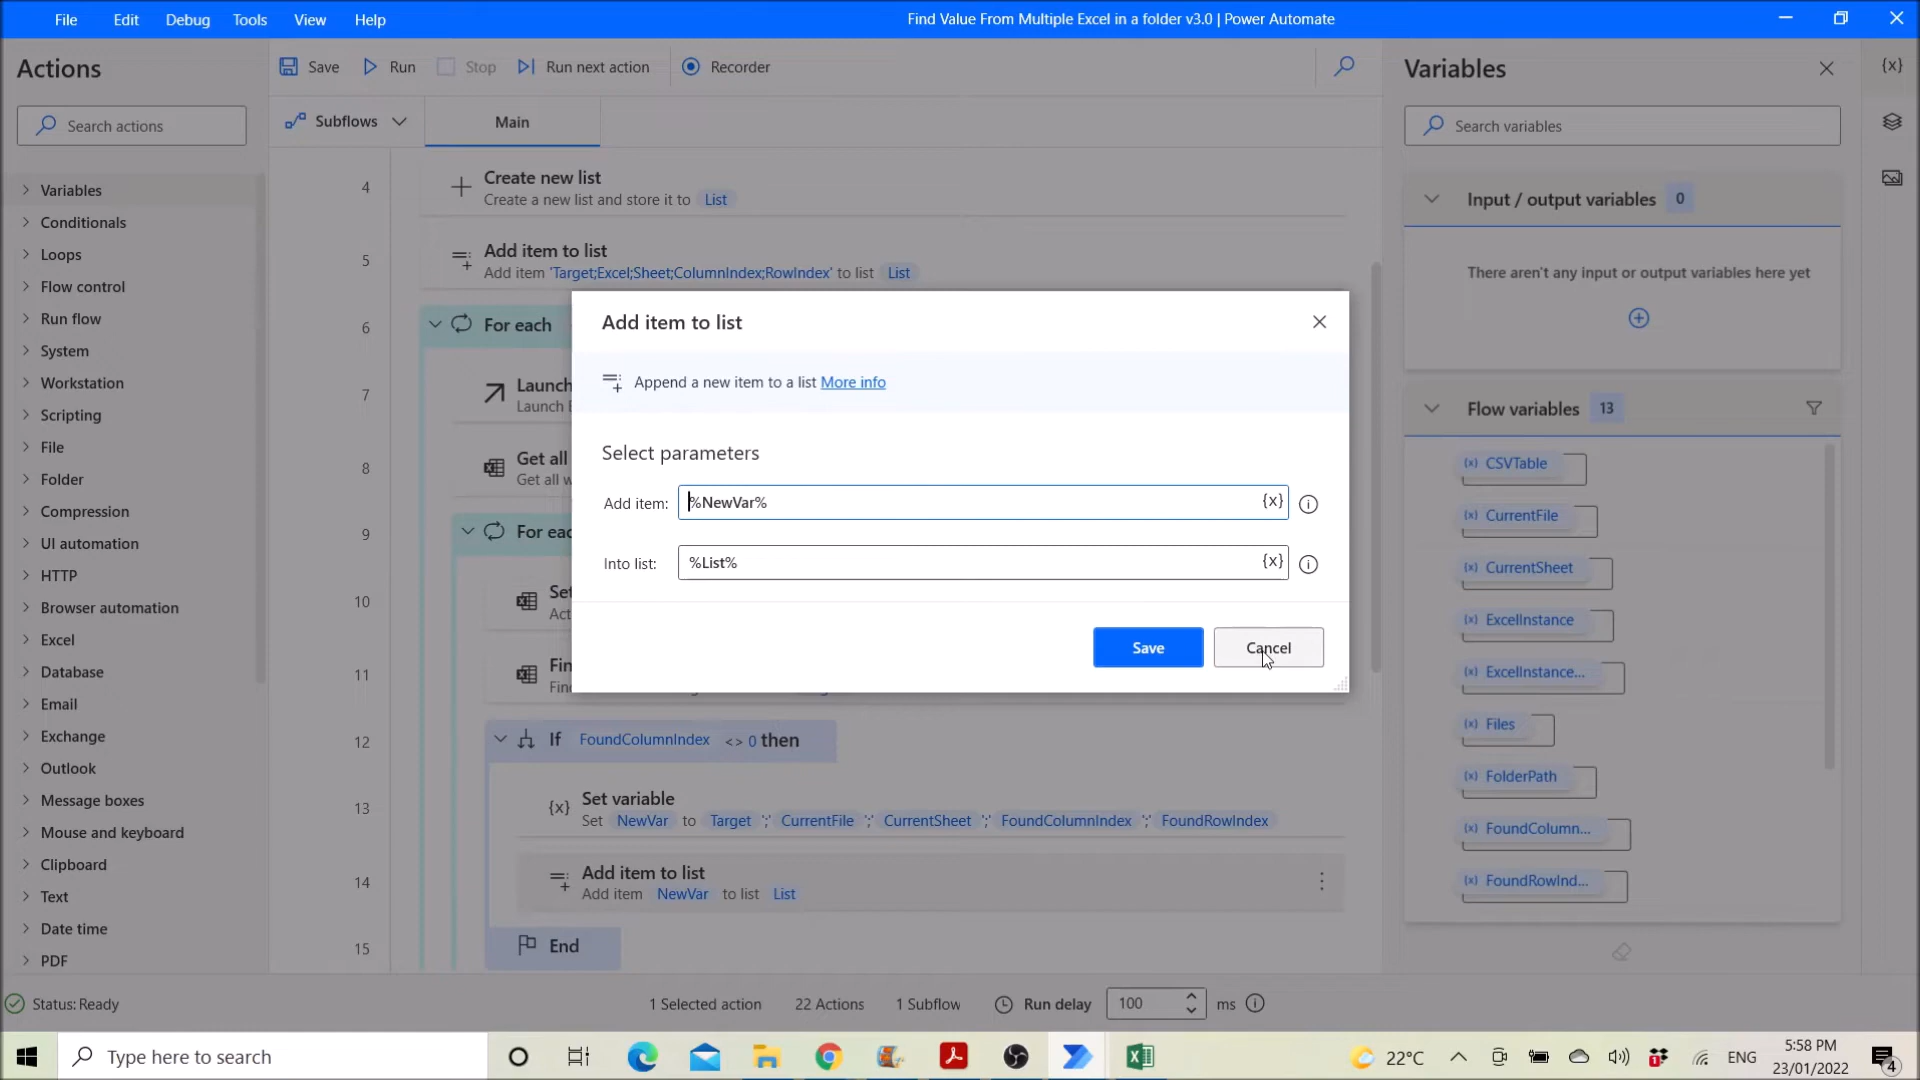 File Edit Debug Tools View Help
Find Value From Multiple Excel in a folder v3.0 | Power Automate
Actions
Search actions
Variables
Conditionals
Loops
Flow control
Run flow
System
Workstation
Scripting
File
Folder
Compression
UI automation
HTTP
Browser automation
Excel
Database
Email
Exchange
Outlook
Message boxes
Mouse and keyboard
Clipboard
Text
Date time
PDF
Save Run Stop Run next action Recorder
Subflows Main
4 Create new list
Create a new list and store it to List
5 Add item to list
Add item 'Target;Excel;Sheet;ColumnIndex;RowIndex' to list List
6 For each
7 Launch
Launch E
8 Get all
Get all w
9 For eac
10 Set
Act
11 Fin
Fin
12 If FoundColumnIndex <> 0 then
13 {x} Set variable
Set NewVar to Target ';' CurrentFile ';' CurrentSheet ';' FoundColumnIndex ';' FoundRowIndex
14 Add item to list
Add item NewVar to list List
15 End
Add item to list
Append a new item to a list More info
Select parameters
Add item: %NewVar% {x}
Into list: %List% {x}
Save Cancel
Variables
{x}
Search variables
Input / output variables 0
There aren't any input or output variables here yet
Flow variables 13
(x) CSVTable
(x) CurrentFile
(x) CurrentSheet
(x) ExcelInstance
(x) ExcelInstance...
(x) Files
(x) FolderPath
(x) FoundColumn...
(x) FoundRowInd...
Status: Ready 1 Selected action 22 Actions 1 Subflow Run delay 100 ms
Type here to search
22°C ENG
5:58 PM
23/01/2022
4
1